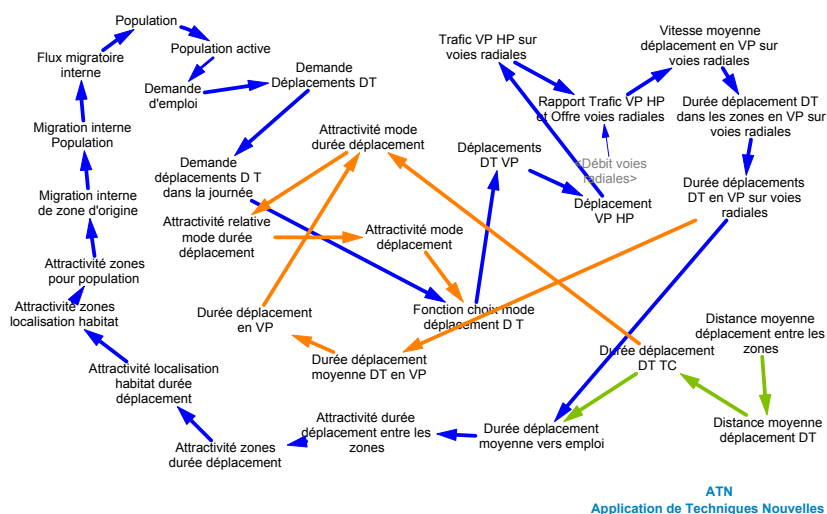 Population
Population active
Flux migratoire
interne
Demande
d'emploi
Demande
Déplacements DT
Trafic VP HP sur
voies radiales
Vitesse moyenne
déplacement en VP sur
voies radiales
Rapport Trafic VP HP
et Offre voies radiales
Durée déplacement DT
dans les zones en VP sur
voies radiales
Migration interne
Population
Attractivité mode
durée déplacement
Demande
déplacements D T
dans la journée
Déplacements
DT VP
<Débit voies
radiales>
Déplacement
VP HP
Durée déplacements
DT en VP sur voies
radiales
Migration interne
de zone d'origine
Attractivité relative
mode durée
déplacement
Attractivité mode
déplacement
Attractivité zones
pour population
Attractivité zones
localisation habitat
Durée déplacement
en VP
Fonction choix mode
déplacement D T
Distance moyenne
déplacement entre les
zones
Durée déplacement
moyenne DT en VP
Durée déplacement
DT TC
Attractivité localisation
habitat durée
déplacement
Attractivité durée
déplacement entre les
zones
Durée déplacement
moyenne vers emploi
Distance moyenne
déplacement DT
Attractivité zones
durée déplacement
ATN
Application de Techniques Nouvelles